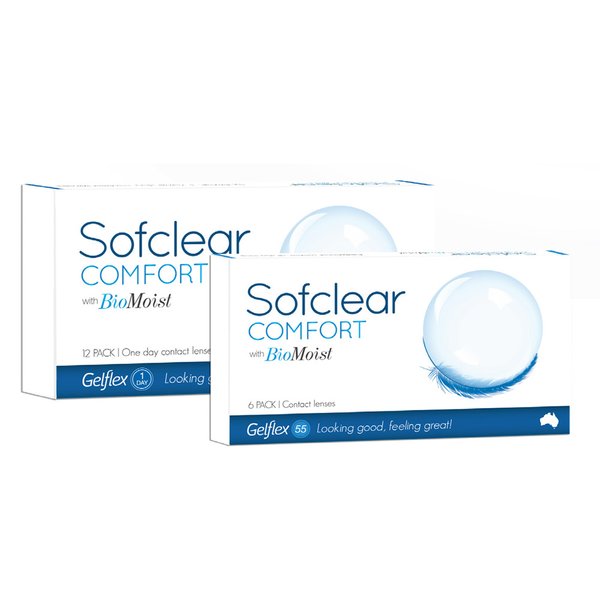 Sofclear
COMFORT
with BioMoist
12 PACK | One day contact lense
Gelflex 1 DAY Looking g
Sofclear
COMFORT
with BioMoist
6 PACK | Contact lenses
Gelflex 55 Looking good, feeling great!